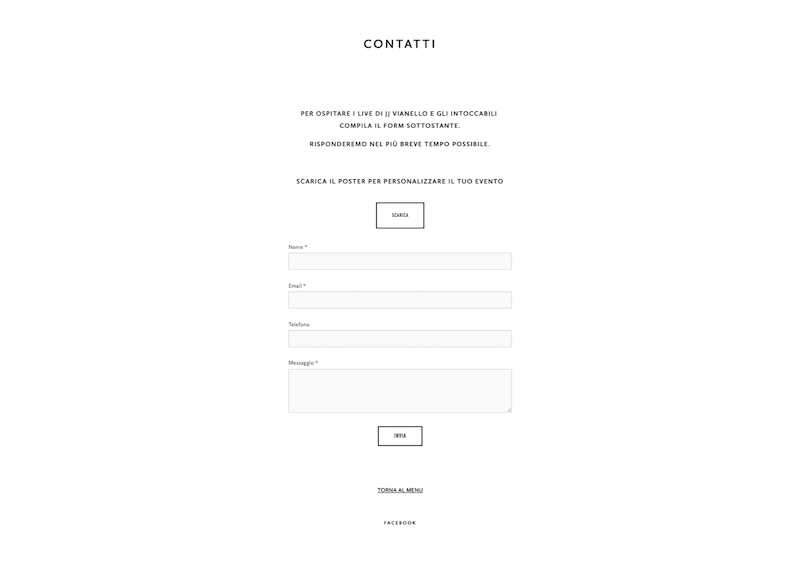 CONTATTI
PER OSPITARE I LIVE DI JJ VIANELLO E GLI INTOCCABILI
COMPILA IL FORM SOTTOSTANTE.
RISPONDEREMO NEL PIÙ BREVE TEMPO POSSIBILE.
SCARICA IL POSTER PER PERSONALIZZARE IL TUO EVENTO
SCARICA
Nome *
Email *
Telefono
Messaggio *
INVIA
TORNA AL MENU
FACEBOOK